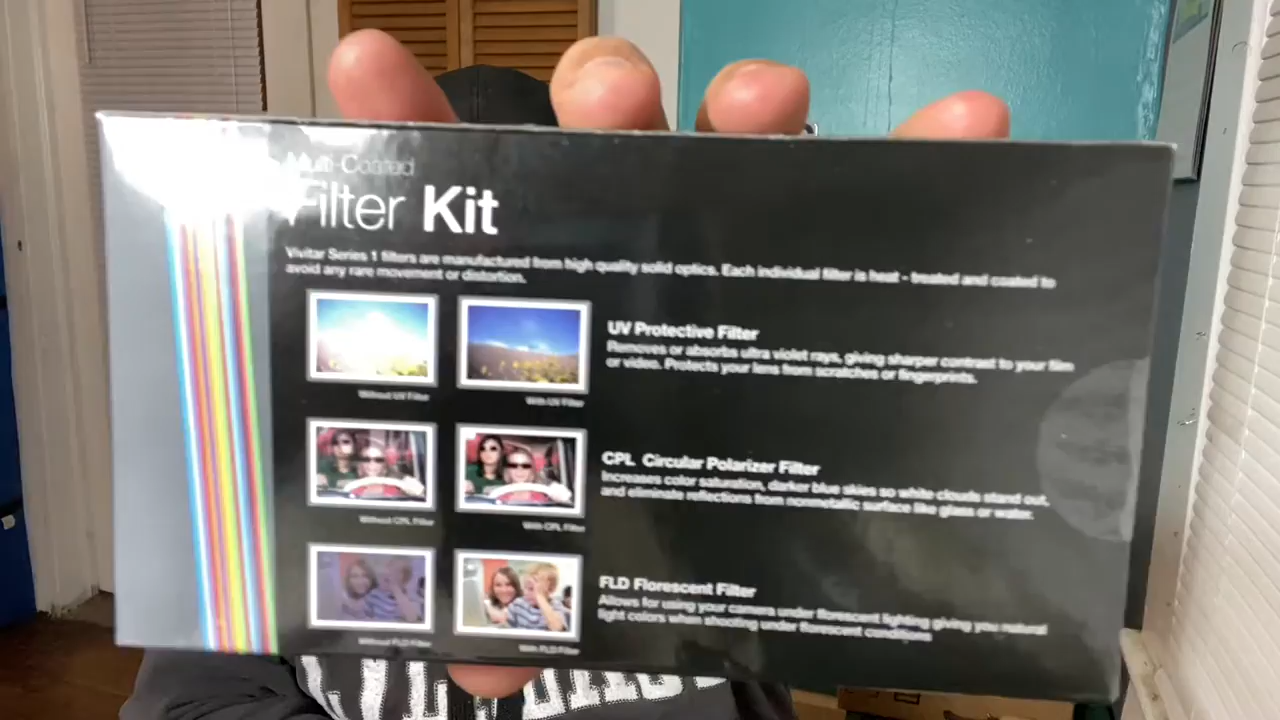 Multi-Coated
Filter Kit
Vivitar Series 1 filters are manufactured from high quality solid optics. Each individual filter is heat - treated and coated to
avoid any rare movement or distortion.
UV Protective Filter
Removes or absorbs ultra violet rays, giving sharper contrast to your film
or video. Protects your lens from scratches or fingerprints.
Without UV Filter
With UV Filter
CPL Circular Polarizer Filter
Increases color saturation, darker blue skies so white clouds stand out,
and eliminate reflections from nonmetallic surface like glass or water.
Without CPL Filter
With CPL Filter
FLD Florescent Filter
Allows for using your camera under florescent lighting giving you natural
light colors when shooting under florescent conditions
Without FLD Filter
With FLD Filter